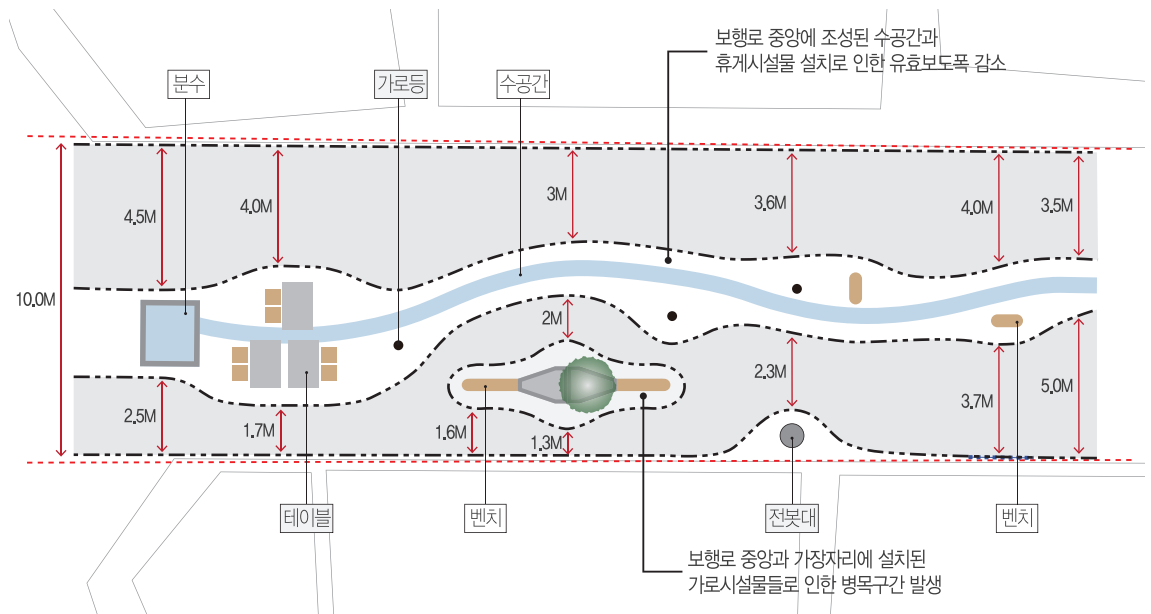 보행로 중앙에 조성된 수공간과
휴게시설물 설치로 인한 유효보도폭 감소
분수
가로등
수공간
4.5M
4.0M
3M
3.6M
4.0M
3.5M
10.0M
2M
2.5M
1.7M
1.6M
1.3M
2.3M
3.7M
5.0M
테이블
벤치
전봇대
벤치
보행로 중앙과 가장자리에 설치된
가로시설물들로 인한 병목구간 발생